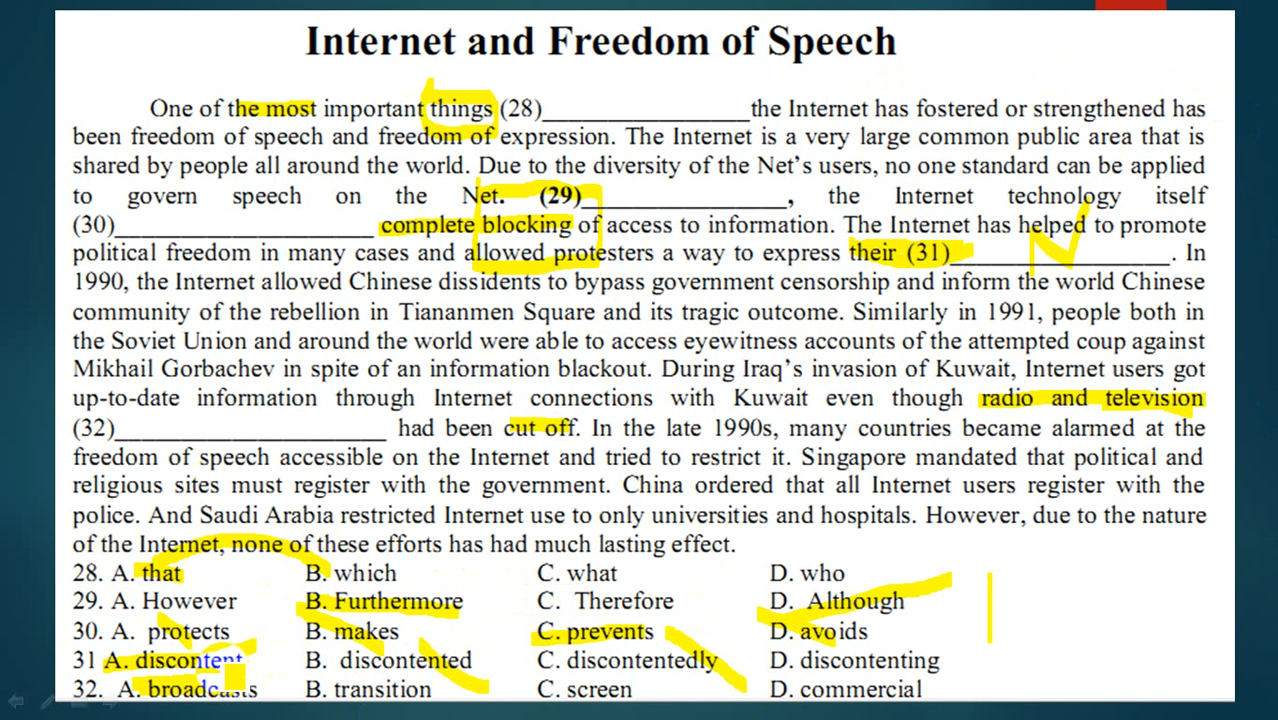 Internet and Freedom of Speech
One of the most important things (28)__________________the Internet has fostered or strengthened has
been freedom of speech and freedom of expression. The Internet is a very large common public area that is
shared by people all around the world. Due to the diversity of the Net's users, no one standard can be applied
to govern speech on the Net. (29)__________________, the Internet technology itself
(30)______________________ complete blocking of access to information. The Internet has helped to promote
political freedom in many cases and allowed protesters a way to express their (31)___________________. In
1990, the Internet allowed Chinese dissidents to bypass government censorship and inform the world Chinese
community of the rebellion in Tiananmen Square and its tragic outcome. Similarly in 1991, people both in
the Soviet Union and around the world were able to access eyewitness accounts of the attempted coup against
Mikhail Gorbachev in spite of an information blackout. During Iraq's invasion of Kuwait, Internet users got
up-to-date information through Internet connections with Kuwait even though radio and television
(32)_______________________ had been cut off. In the late 1990s, many countries became alarmed at the
freedom of speech accessible on the Internet and tried to restrict it. Singapore mandated that political and
religious sites must register with the government. China ordered that all Internet users register with the
police. And Saudi Arabia restricted Internet use to only universities and hospitals. However, due to the nature
of the Internet, none of these efforts has had much lasting effect.
28. A. that B. which C. what D. who
29. A. However B. Furthermore C. Therefore D. Although
30. A. protects B. makes C. prevents D. avoids
31 A. discontent B. discontented C. discontentedly D. discontenting
32. A. broadcasts B. transition C. screen D. commercial
N